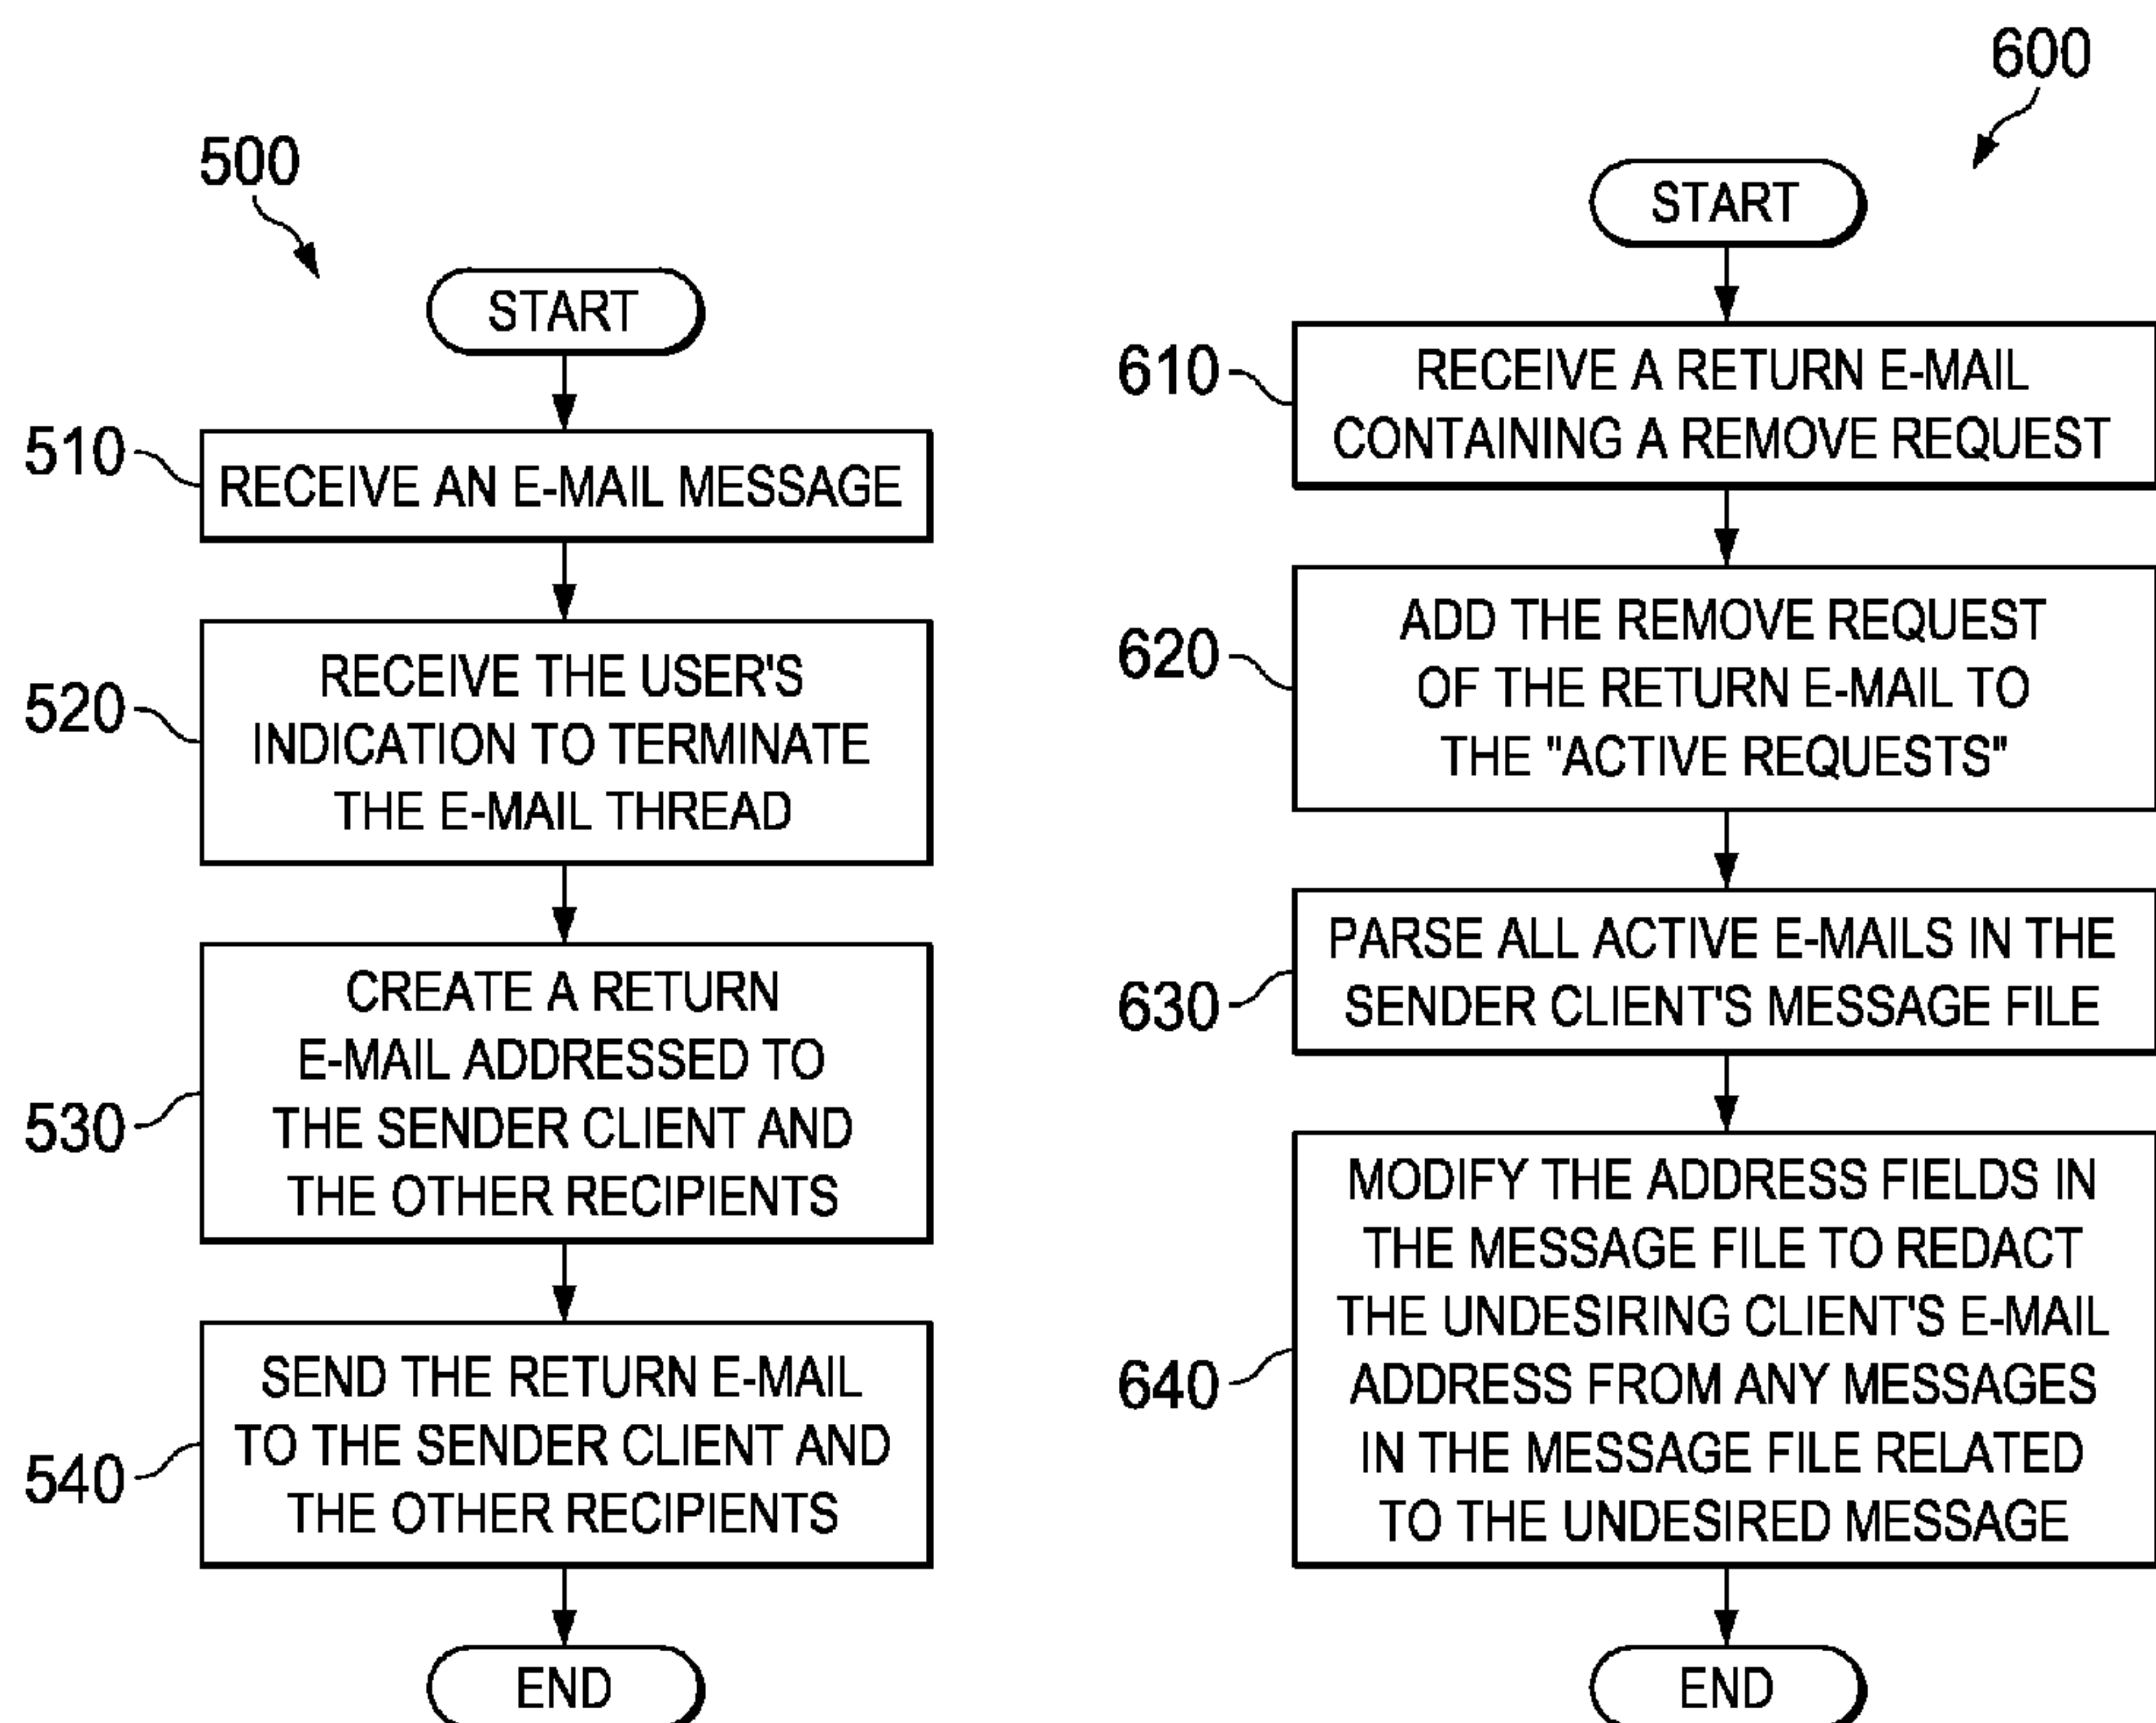 500
START
510
RECEIVE AN E-MAIL MESSAGE
520
RECEIVE THE USER'S
INDICATION TO TERMINATE
THE E-MAIL THREAD
530
CREATE A RETURN
E-MAIL ADDRESSED TO
THE SENDER CLIENT AND
THE OTHER RECIPIENTS
540
SEND THE RETURN E-MAIL
TO THE SENDER CLIENT AND
THE OTHER RECIPIENTS
END
600
START
610
RECEIVE A RETURN E-MAIL
CONTAINING A REMOVE REQUEST
620
ADD THE REMOVE REQUEST
OF THE RETURN E-MAIL TO
THE "ACTIVE REQUESTS"
630
PARSE ALL ACTIVE E-MAILS IN THE
SENDER CLIENT'S MESSAGE FILE
640
MODIFY THE ADDRESS FIELDS IN
THE MESSAGE FILE TO REDACT
THE UNDESIRING CLIENT'S E-MAIL
ADDRESS FROM ANY MESSAGES
IN THE MESSAGE FILE RELATED
TO THE UNDESIRED MESSAGE
END